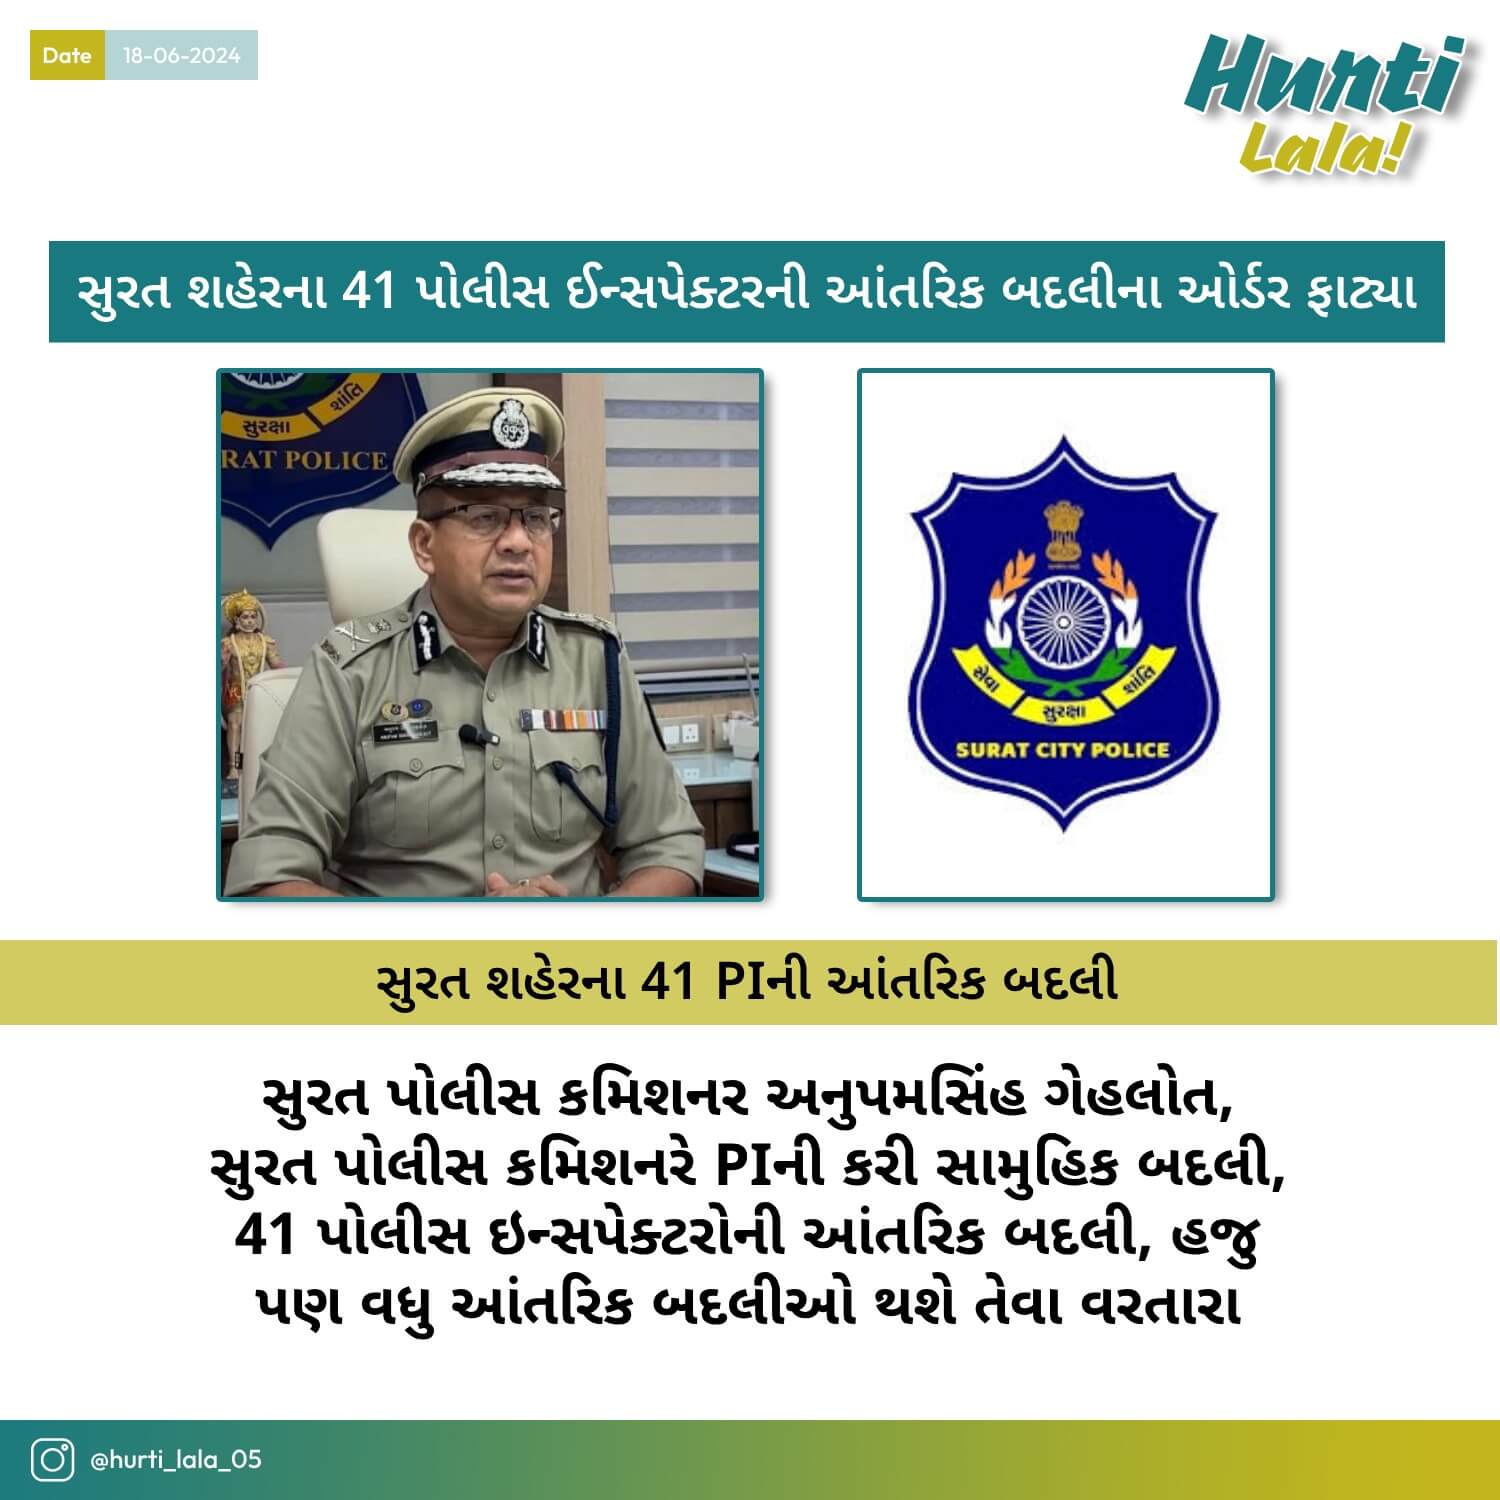 Date 18-06-2024
Hurti
Lala!
સુરત શહેરના 41 પોલીસ ઈન્સપેક્ટરની આંતરિક બદલીના ઓર્ડર ફાટ્યા
શાંતિ
સુરક્ષા
RAT POLICE
સેવા
શાંતિ
સુરક્ષા
SURAT CITY POLICE
સુરત શહેરના 41 PIની આંતરિક બદલી
સુરત પોલીસ કમિશનર અનુપમસિંહ ગેહલોત,
સુરત પોલીસ કમિશનરે PIની કરી સામુહિક બદલી,
41 પોલીસ ઇન્સપેક્ટરોની આંતરિક બદલી, હજુ
પણ વધુ આંતરિક બદલીઓ થશે તેવા વરતારા
@hurti_lala_05